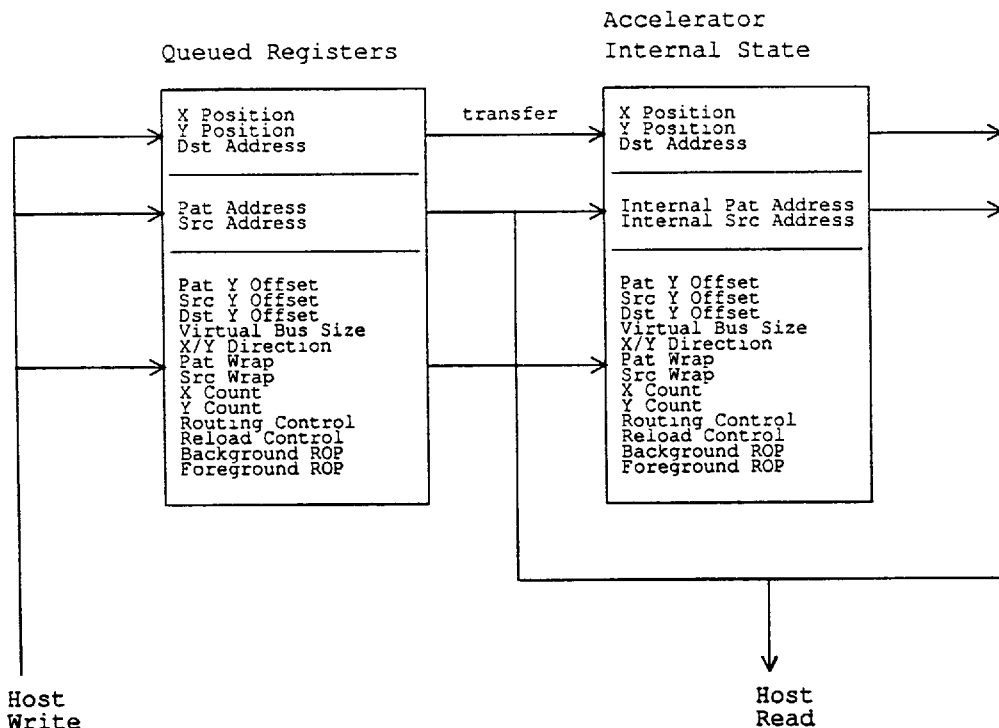 Accelerator
Queued Registers
Internal State
X Position
Y Position
Dst Address
transfer
X Position
Y Position
Dst Address
Pat Address
Src Address
Internal Pat Address
Internal Src Address
Pat Y Offset
Src Y Offset
Dst Y Offset
Virtual Bus Size
X/Y Direction
Pat Wrap
Src Wrap
X Count
Y Count
Routing Control
Reload Control
Background ROP
Foreground ROP
Pat Y Offset
Src Y Offset
Dst Y Offset
Virtual Bus Size
X/Y Direction
Pat Wrap
Src Wrap
X Count
Y Count
Routing Control
Reload Control
Background ROP
Foreground ROP
Host
Write
Host
Read